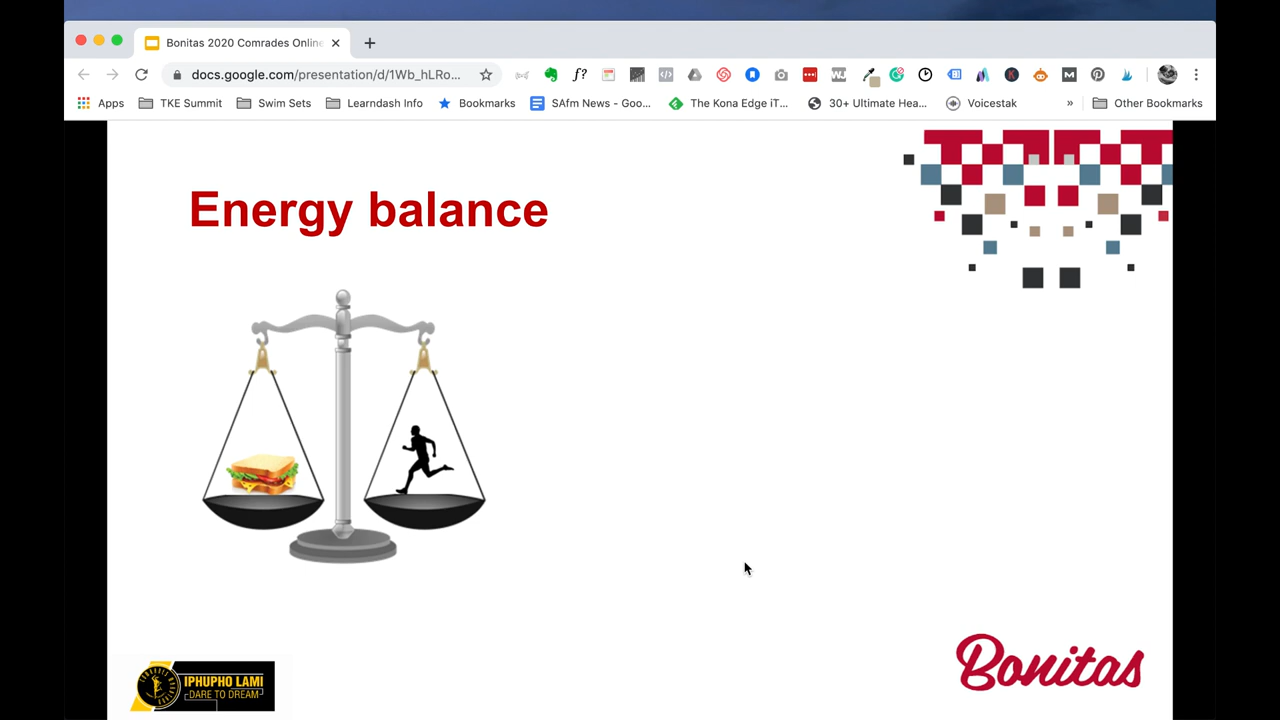 Bonitas 2020 Comrades Online
docs.google.com/presentation/d/1Wb_hLRo...
Apps
TKE Summit
Swim Sets
Learndash Info
Bookmarks
SAfm News - Goo...
The Kona Edge iT...
30+ Ultimate Hea...
Voicestak
»
Other Bookmarks
Energy balance
IPHUPHO LAMI
DARE TO DREAM
Bonitas